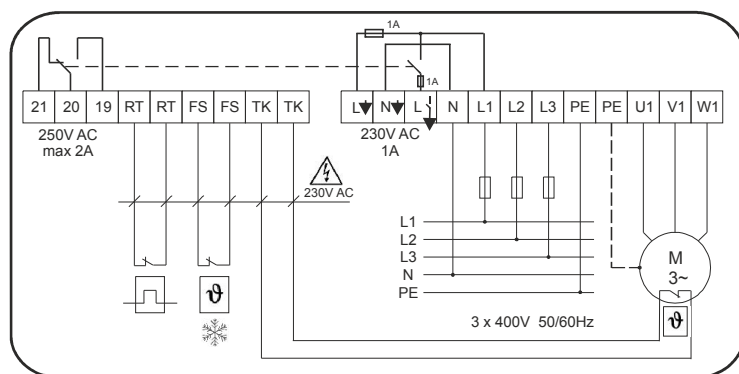 1A
1A
21 20 19 RT RT FS FS TK TK
L N L N L1 L2 L3 PE PE U1 V1 W1
250V AC
max 2A
230V AC
1A
230V AC
L1
L2
L3
N
PE
M
3~
3 x 400V 50/60Hz
ϑ
ϑ